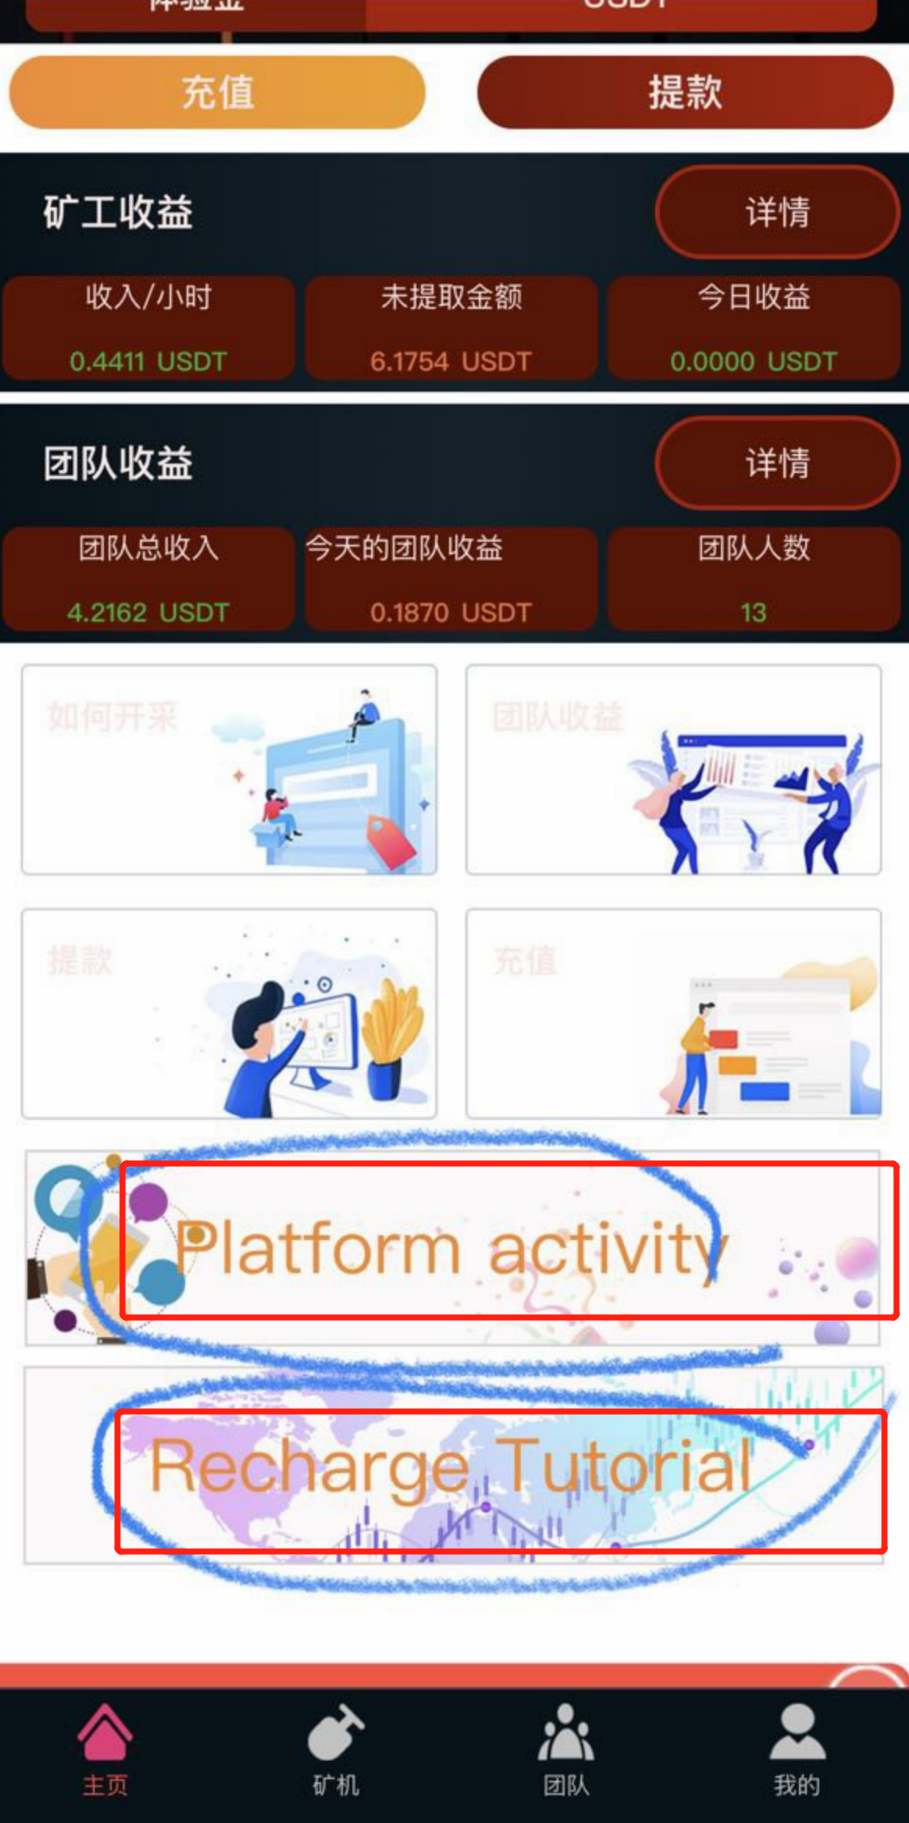 体验金
USDT
充值
提款
矿工收益
详情
收入/小时
未提取金额
今日收益
0.4411 USDT
6.1754 USDT
0.0000 USDT
团队收益
详情
团队总收入
今天的团队收益
团队人数
4.2162 USDT
0.1870 USDT
13
如何开采
团队收益
提款
充值
Platform activity
Recharge Tutorial
主页
矿机
团队
我的